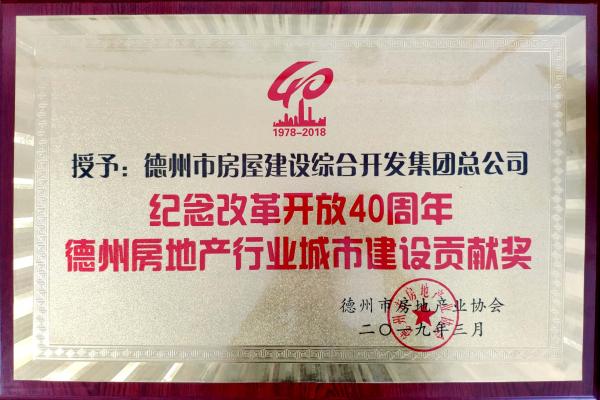 40
1978-2018
授予：德州市房屋建设综合开发集团总公司
纪念改革开放40周年
德州房地产行业城市建设贡献奖
德州市房地产业协会
二〇一九年三月